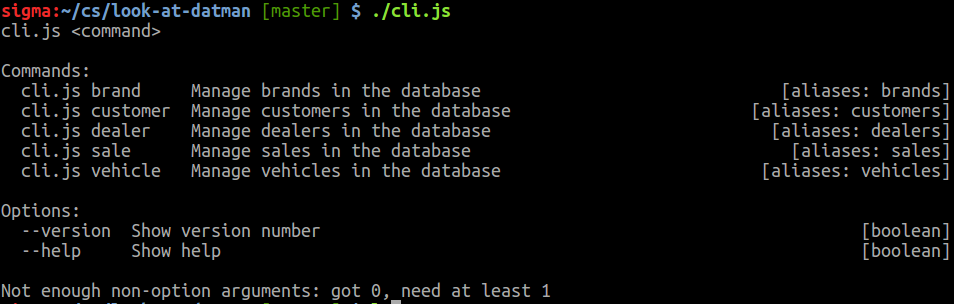 sigma:~/cs/look-at-datman [master] $ ./cli.js
cli.js <command>
Commands:
cli.js brand Manage brands in the database [aliases: brands]
cli.js customer Manage customers in the database [aliases: customers]
cli.js dealer Manage dealers in the database [aliases: dealers]
cli.js sale Manage sales in the database [aliases: sales]
cli.js vehicle Manage vehicles in the database [aliases: vehicles]
Options:
--version Show version number [boolean]
--help Show help [boolean]
Not enough non-option arguments: got 0, need at least 1